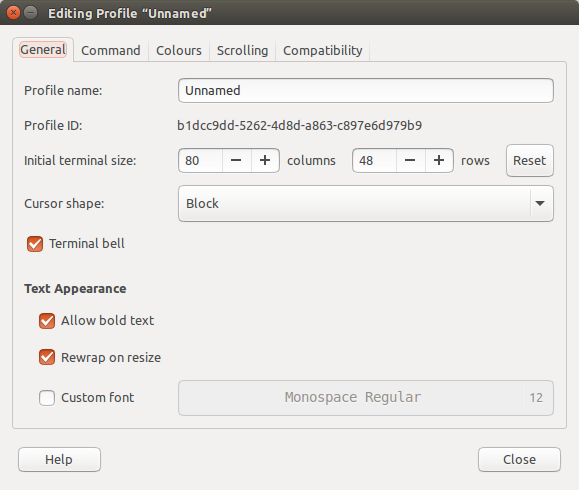 Editing Profile “Unnamed”
General Command Colours Scrolling Compatibility
Profile name: Unnamed
Profile ID: b1dcc9dd-5262-4d8d-a863-c897e6d979b9
Initial terminal size: 80 columns 48 rows Reset
Cursor shape: Block
Terminal bell
Text Appearance
Allow bold text
Rewrap on resize
Custom font Monospace Regular 12
Help Close